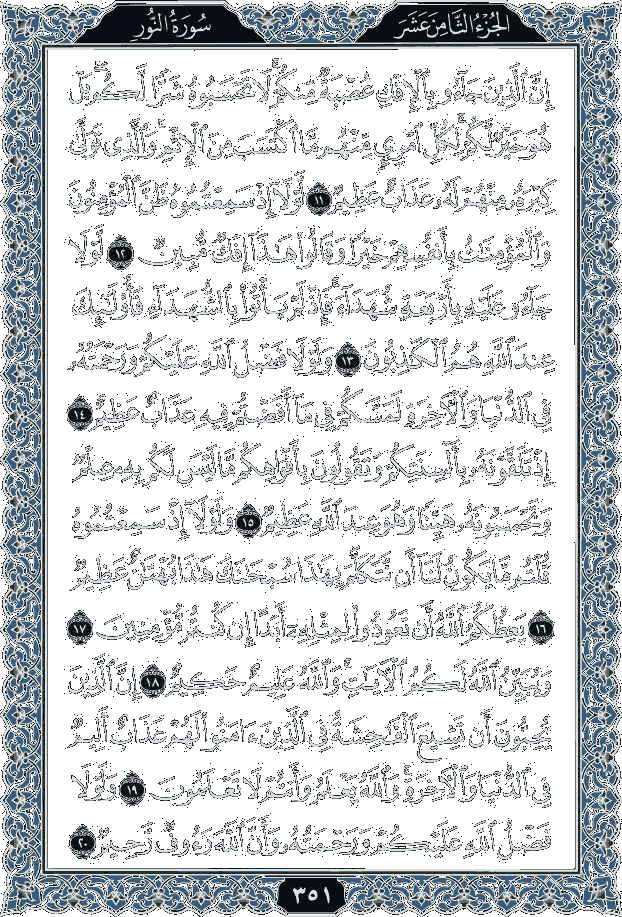 الجزء الثامن عشر
سورة النور
إِنَّ ٱلَّذِينَ جَآءُو بِٱلْإِفْكِ عُصْبَةٌ مِّنكُمْ ۚ لَا تَحْسَبُوهُ شَرًّا لَّكُم ۖ بَلْ
هُوَ خَيْرٌ لَّكُمْ ۚ لِكُلِّ ٱمْرِئٍ مِّنْهُم مَّا ٱكْتَسَبَ مِنَ ٱلْإِثْمِ ۚ وَٱلَّذِى تَوَلَّىٰ
كِبْرَهُۥ مِنْهُمْ لَهُۥ عَذَابٌ عَظِيمٌ ١١ لَّوْلَآ إِذْ سَمِعْتُمُوهُ ظَنَّ ٱلْمُؤْمِنُونَ
وَٱلْمُؤْمِنَٰتُ بِأَنفُسِهِمْ خَيْرًا وَقَالُوا۟ هَٰذَآ إِفْكٌ مُّبِينٌ ١٢ لَّوْلَا
جَآءُو عَلَيْهِ بِأَرْبَعَةِ شُهَدَآءَ ۚ فَإِذْ لَمْ يَأْتُوا۟ بِٱلشُّهَدَآءِ فَأُو۟لَٰٓئِكَ
عِندَ ٱللَّهِ هُمُ ٱلْكَٰذِبُونَ ١٣ وَلَوْلَا فَضْلُ ٱللَّهِ عَلَيْكُمْ وَرَحْمَتُهُۥ
فِى ٱلدُّنْيَا وَٱلْءَاخِرَةِ لَمَسَّكُمْ فِى مَآ أَفَضْتُمْ فِيهِ عَذَابٌ عَظِيمٌ ١٤
إِذْ تَلَقَّوْنَهُۥ بِأَلْسِنَتِكُمْ وَتَقُولُونَ بِأَفْوَاهِكُم مَّا لَيْسَ لَكُم بِهِۦ عِلْمٌ
وَتَحْسَبُونَهُۥ هَيِّنًا وَهُوَ عِندَ ٱللَّهِ عَظِيمٌ ١٥ وَلَوْلَآ إِذْ سَمِعْتُمُوهُ
قُلْتُم مَّا يَكُونُ لَنَآ أَن نَّتَكَلَّمَ بِهَٰذَا سُبْحَٰنَكَ هَٰذَا بُهْتَٰنٌ عَظِيمٌ
١٦ يَعِظُكُمُ ٱللَّهُ أَن تَعُودُوا۟ لِمِثْلِهِۦٓ أَبَدًا إِن كُنتُم مُّؤْمِنِينَ ١٧
وَيُبَيِّنُ ٱللَّهُ لَكُمُ ٱلْءَايَٰتِ ۚ وَٱللَّهُ عَلِيمٌ حَكِيمٌ ١٨ إِنَّ ٱلَّذِينَ
يُحِبُّونَ أَن تَشِيعَ ٱلْفَٰحِشَةُ فِى ٱلَّذِينَ ءَامَنُوا۟ لَهُمْ عَذَابٌ أَلِيمٌ
فِى ٱلدُّنْيَا وَٱلْءَاخِرَةِ ۚ وَٱللَّهُ يَعْلَمُ وَأَنتُمْ لَا تَعْلَمُونَ ١٩ وَلَوْلَا
فَضْلُ ٱللَّهِ عَلَيْكُمْ وَرَحْمَتُهُۥ وَأَنَّ ٱللَّهَ رَءُوفٌ رَّحِيمٌ ٢٠
٣٥١